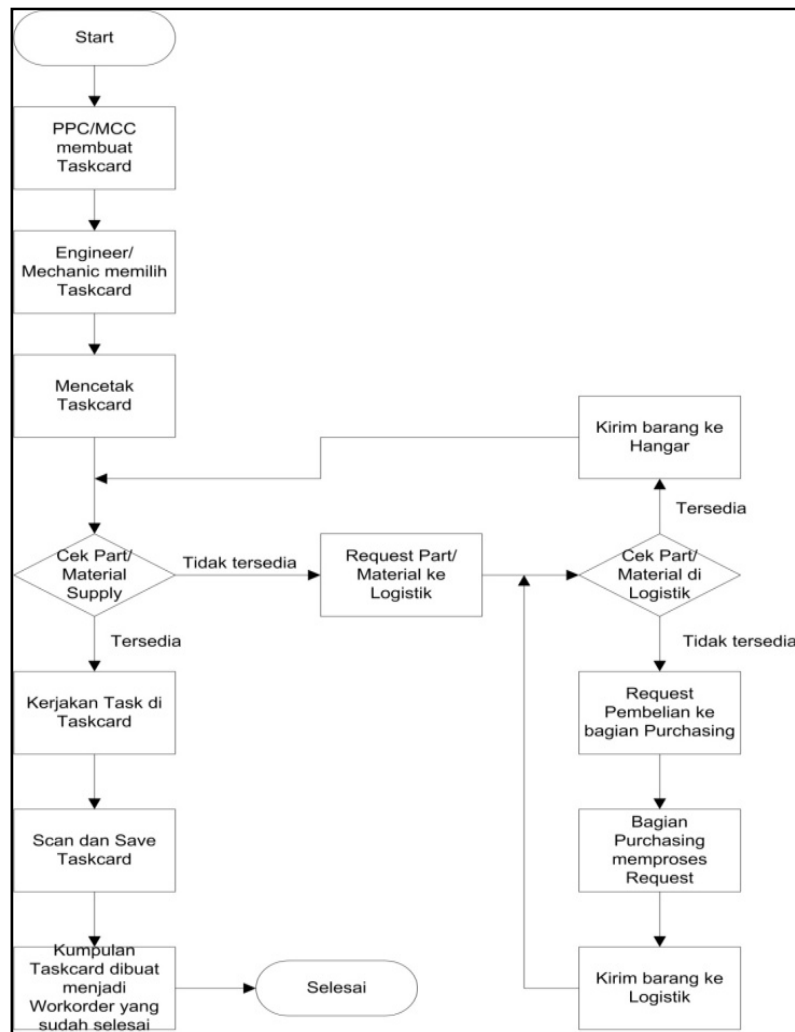 Start
PPC/MCC
membuat
Taskcard
Engineer/
Mechanic memilih
Taskcard
Mencetak
Taskcard
Kirim barang ke
Hangar
Tersedia
Cek Part/
Material
Supply
Tidak tersedia
Request Part/
Material ke
Logistik
Cek Part/
Material di
Logistik
Tersedia
Tidak tersedia
Kerjakan Task di
Taskcard
Request
Pembelian ke
bagian Purchasing
Scan dan Save
Taskcard
Bagian
Purchasing
memproses
Request
Kumpulan
Taskcard dibuat
menjadi
Workorder yang
sudah selesai
Selesai
Kirim barang ke
Logistik